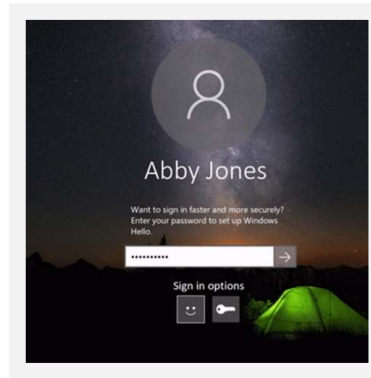 Abby Jones
Want to sign in faster and more securely?
Enter your password to set up Windows
Hello.
Sign in options